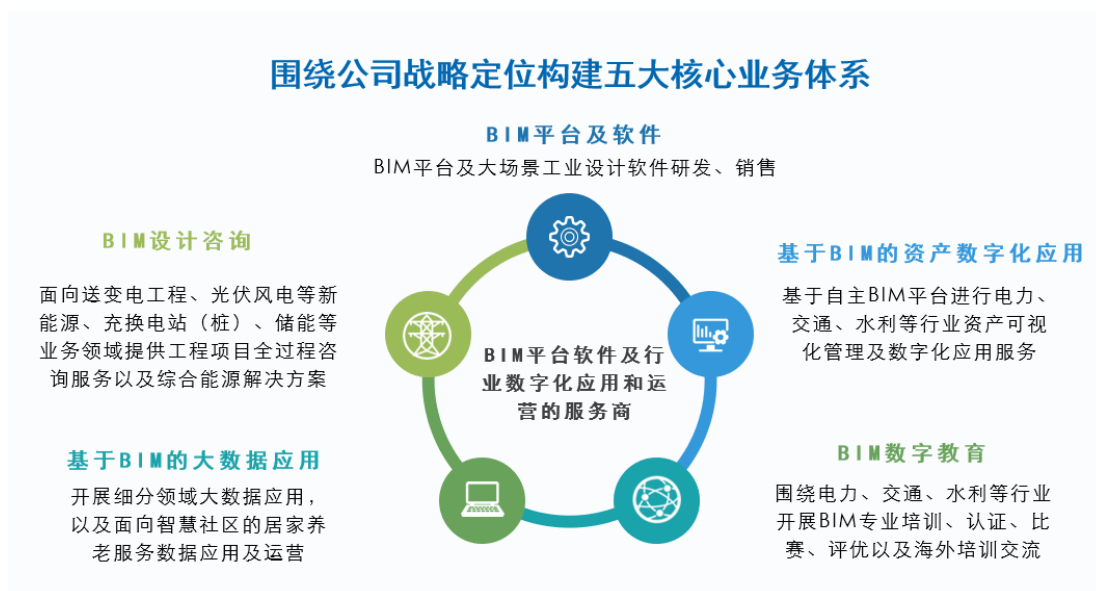 围绕公司战略定位构建五大核心业务体系
BIM平台及软件
BIM平台及大场景工业设计软件研发、销售
BIM设计咨询
面向送变电工程、光伏风电等新
能源、充换电站（桩）、储能等
业务领域提供工程项目全过程咨
询服务以及综合能源解决方案
基于BIM的资产数字化应用
基于自主BIM平台进行电力、
交通、水利等行业资产可视
化管理及数字化应用服务
BIM平台软件及行
业数字化应用和运
营的服务商
基于BIM的大数据应用
开展细分领域大数据应用，
以及面向智慧社区的居家养
老服务数据应用及运营
BIM数字教育
围绕电力、交通、水利等行业
开展BIM专业培训、认证、比
赛、评优以及海外培训交流